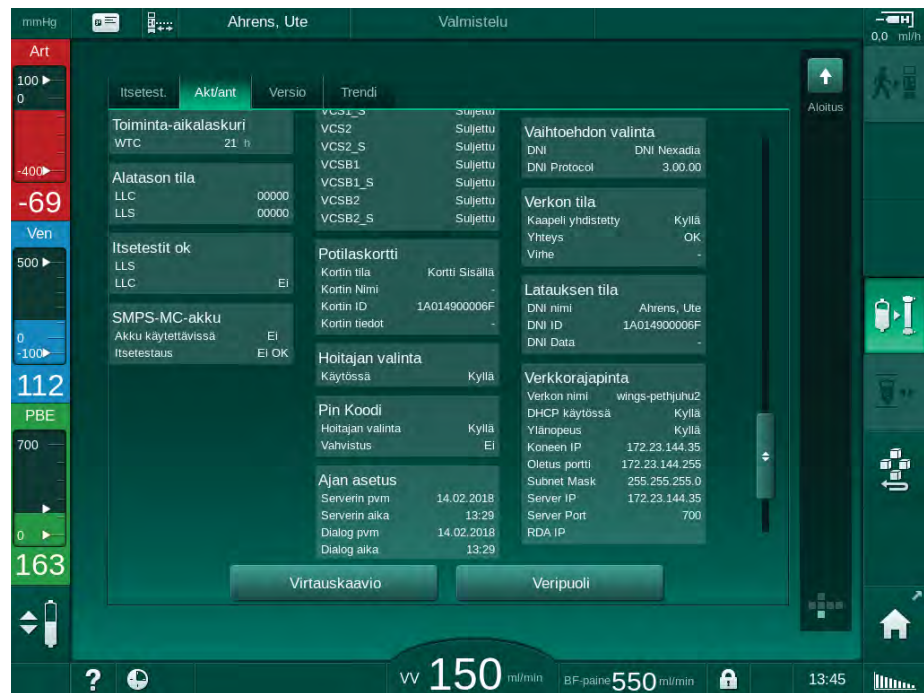 mmHg
Ahrens, Ute
Valmistelu
0,0 ml/h
Art
100
0
-400
-69
Ven
500
0
-100
112
PBE
700
0
163
Itsetest.
Akt/ant
Versio
Trendi
Aloitus
Toiminta-aikalaskuri
WTC 21 h
Alatason tila
LLC 00000
LLS 00000
Itsetestit ok
LLS
LLC Ei
SMPS-MC-akku
Akku käytettävissä Ei
Itsetestaus Ei OK
VCS1_S Suljettu
VCS2 Suljettu
VCS2_S Suljettu
VCSB1 Suljettu
VCSB1_S Suljettu
VCSB2 Suljettu
VCSB2_S Suljettu
Potilaskortti
Kortin tila Kortti Sisällä
Kortin Nimi -
Kortin ID 1A014900006F
Kortin tiedot -
Hoitajan valinta
Käytössä Kyllä
Pin Koodi
Hoitajan valinta Kyllä
Vahvistus Ei
Ajan asetus
Serverin pvm 14.02.2018
Serverin aika 13:29
Dialog pvm 14.02.2018
Dialog aika 13:29
Vaihtoehdon valinta
DNI DNI Nexadia
DNI Protocol 3.00.00
Verkon tila
Kaapeli yhdistetty Kyllä
Yhteys OK
Virhe -
Latauksen tila
DNI nimi Ahrens, Ute
DNI ID 1A014900006F
DNI Data -
Verkkorajapinta
Verkon nimi wings-pethjuhu2
DHCP käytössä Kyllä
Ylänopeus Kyllä
Koneen IP 172.23.144.35
Oletus portti 172.23.144.255
Subnet Mask 255.255.255.0
Server IP 172.23.144.35
Server Port 700
RDA IP
Virtauskaavio
Veripuoli
?
VV 150 ml/min
BF-paine 550 ml/min
13:45